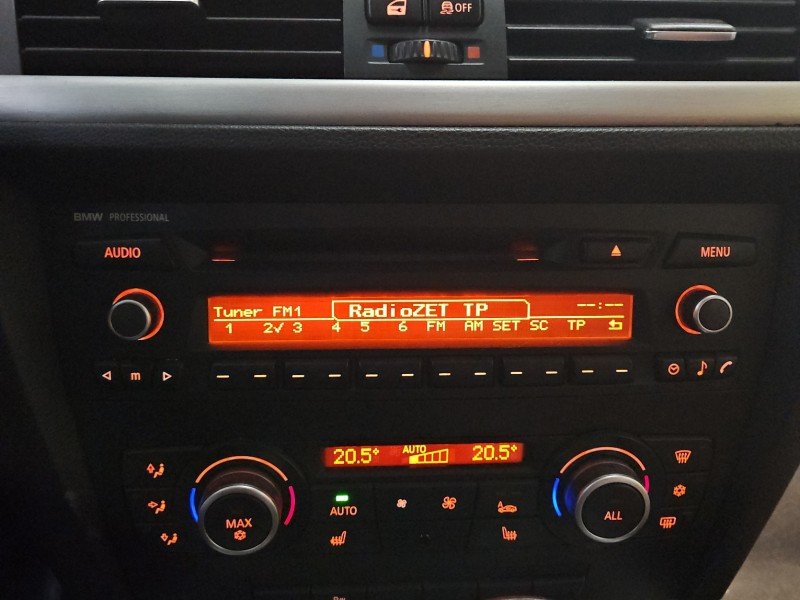 OFF
BMW PROFESSIONAL
AUDIO
MENU
Tuner FM1 RadioZET TP --:--
1 2✓ 3 4 5 6 FM AM SET SC TP
m
20.5° AUTO 20.5°
AUTO
MAX
ALL